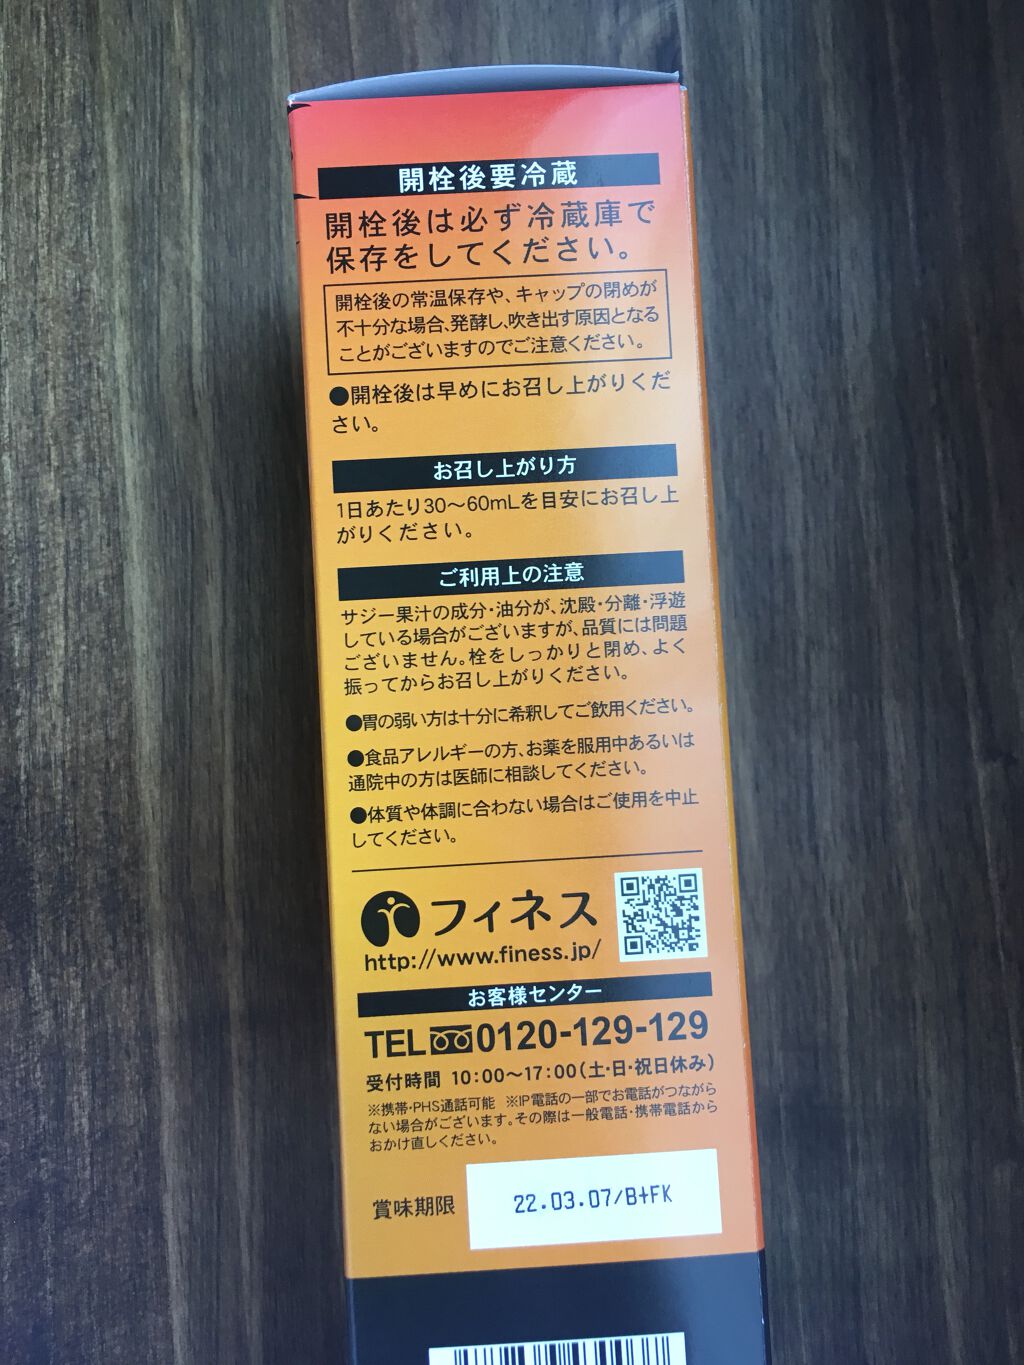 開栓後要冷蔵
開栓後は必ず冷蔵庫で
保存をしてください。
開栓後の常温保存や、キャップの閉めが
不十分な場合、発酵し、吹き出す原因となる
ことがございますのでご注意ください。
●開栓後は早めにお召し上がりくだ
さい。
お召し上がり方
1日あたり30～60mLを目安にお召し上
がりください。
ご利用上の注意
サジー果汁の成分・油分が、沈殿・分離・浮遊
している場合がございますが、品質には問題
ございません。栓をしっかりと閉め、よく
振ってからお召し上がりください。
●胃の弱い方は十分に希釈してご飲用ください。
●食品アレルギーの方、お薬を服用中あるいは
通院中の方は医師に相談してください。
●体質や体調に合わない場合はご使用を中止
してください。
フィネス
http://www.finess.jp/
お客様センター
TEL 0120-129-129
受付時間 10:00～17:00(土・日・祝日休み)
※携帯・PHS通話可能 ※IP電話の一部でお電話がつながら
ない場合がございます。その際は一般電話・携帯電話から
おかけ直しください。
賞味期限 22.03.07/B+FK